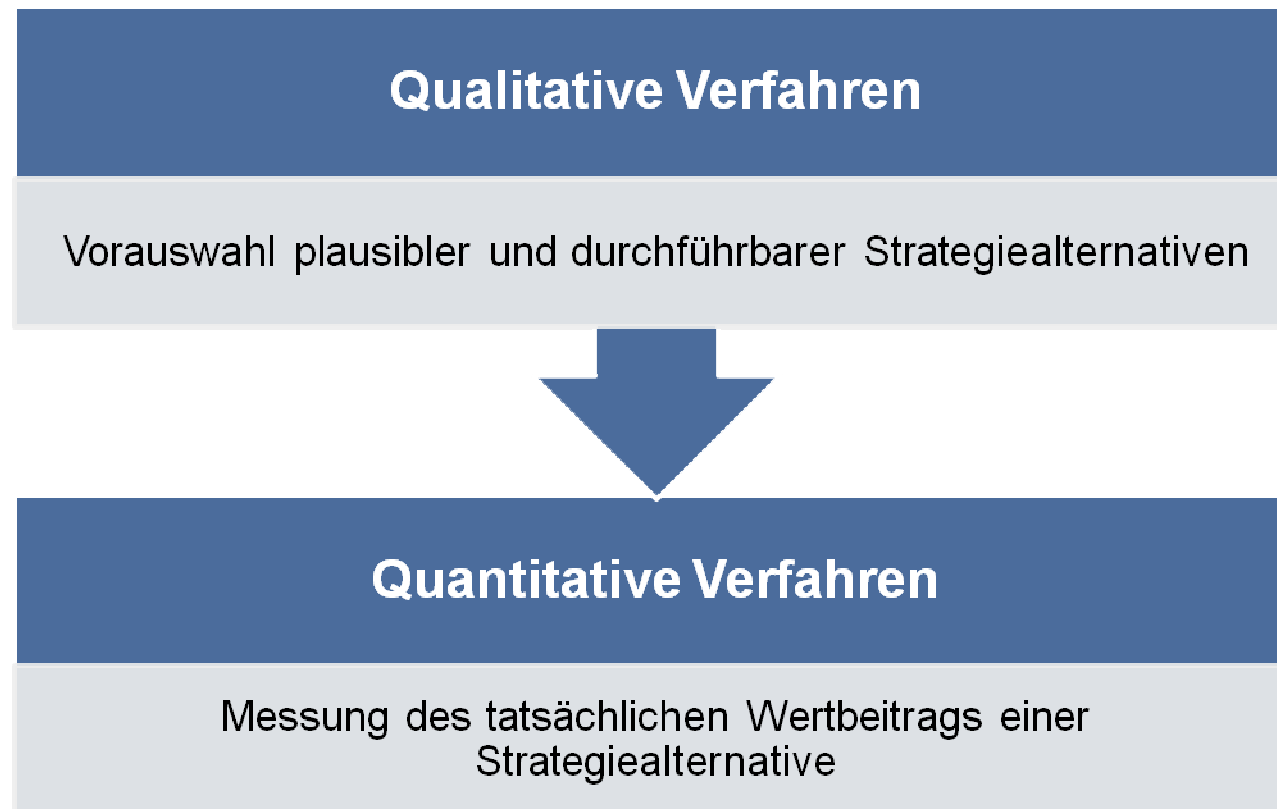 Qualitative Verfahren
Vorauswahl plausibler und durchführbarer Strategiealternativen
Quantitative Verfahren
Messung des tatsächlichen Wertbeitrags einer
Strategiealternative